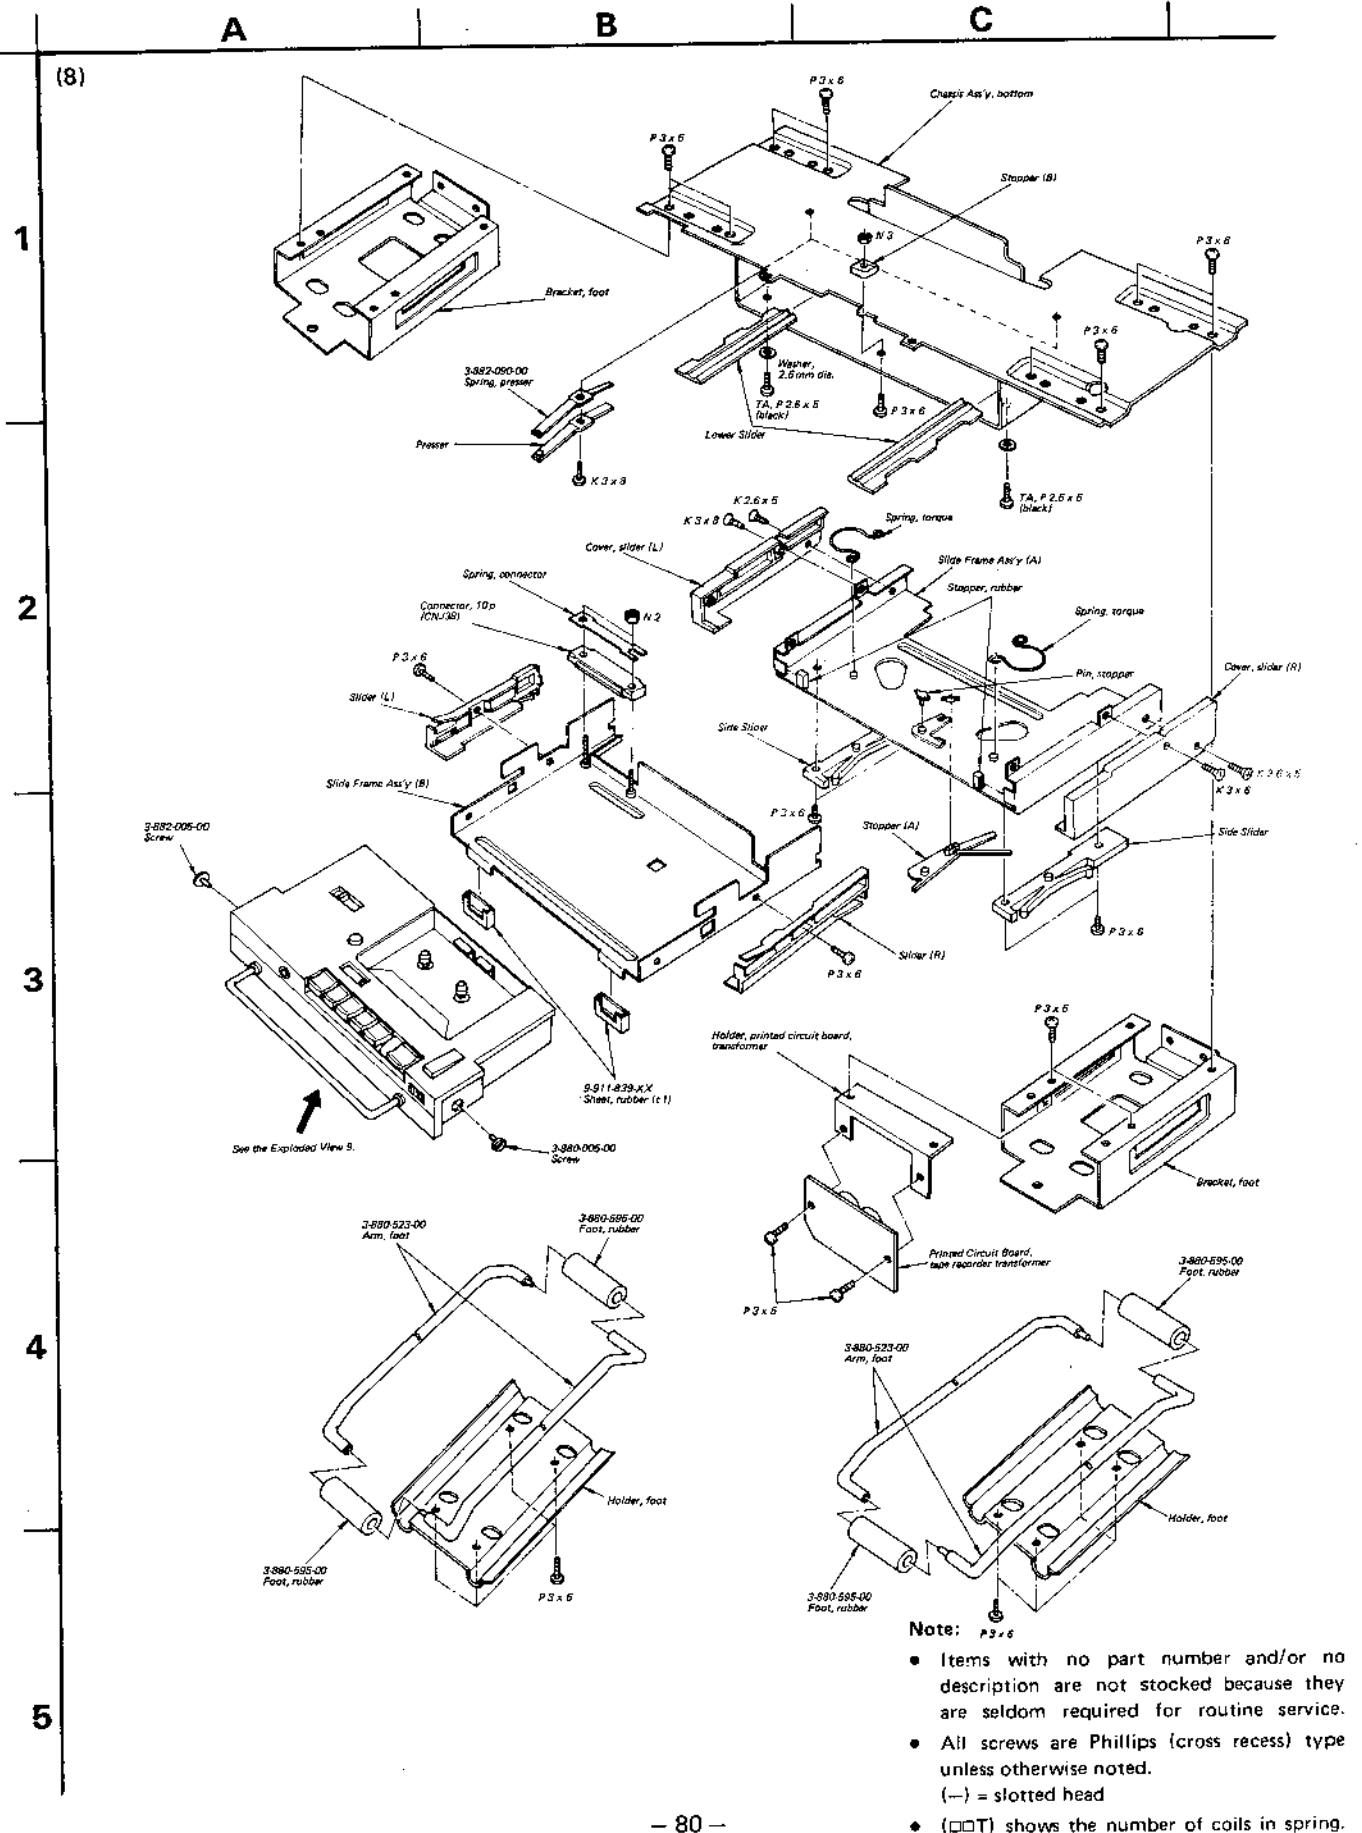 A
B
C
(8)
P 3 x 6
Chassis Ass'y, bottom
P 3 x 6
Stopper (B)
1
N 3
P 3 x 6
Bracket, foot
P 3 x 6
3-882-090-00
Spring, presser
Washer,
2.6 mm dia.
TA, P 2.6 x 5
(black)
P 3 x 6
Lower Slider
Presser
K 3 x 8
TA, P 2.6 x 5
(black)
K 2.6 x 5
K 3 x 8
Spring, torque
Cover, slider (L)
Slide Frame Ass'y (A)
Spring, connector
Stopper, rubber
2
Connector, 10p
(CNJ38)
N 2
Spring, torque
P 3 x 6
Cover, slider (R)
Pin, stopper
Slider (L)
Side Slider
Slide Frame Ass'y (B)
K 2.6 x 5
K 3 x 6
P 3 x 6
3-882-005-00
Screw
Stopper (A)
Side Slider
P 3 x 6
Slider (R)
P 3 x 6
3
P 3 x 6
Holder, printed circuit board,
transformer
9-911-839-XX
Sheet, rubber (c1)
See the Exploded View 9.
3-880-005-00
Screw
Bracket, foot
3-880-523-00
Arm, foot
3-880-595-00
Foot, rubber
Printed Circuit Board,
tape recorder transformer
3-880-595-00
Foot, rubber
P 3 x 6
4
3-880-523-00
Arm, foot
Holder, foot
Holder, foot
3-880-595-00
Foot, rubber
P 3 x 6
3-880-595-00
Foot, rubber
Note:
P 3 x 6
● Items with no part number and/or no
description are not stocked because they
are seldom required for routine service.
5
● All screws are Phillips (cross recess) type
unless otherwise noted.
(—) = slotted head
◆ (□□T) shows the number of coils in spring.
– 80 –